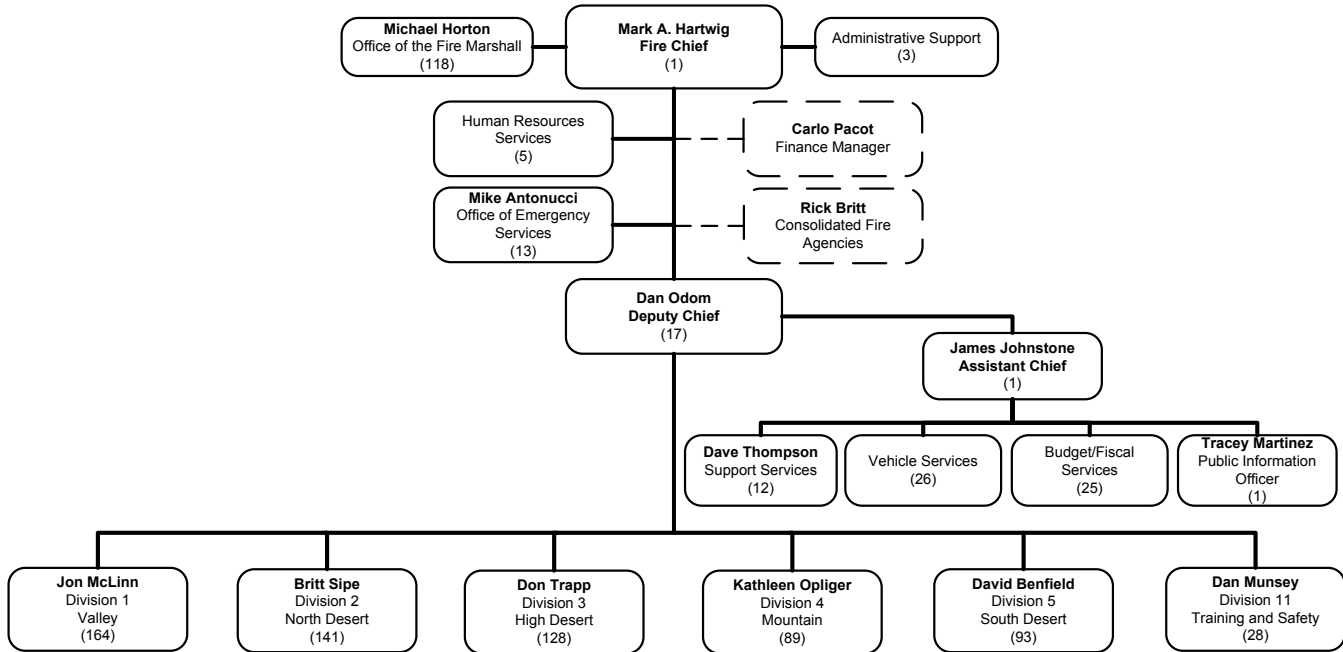 Michael Horton
Office of the Fire Marshall
(118)
Mark A. Hartwig
Fire Chief
(1)
Administrative Support
(3)
Human Resources
Services
(5)
Carlo Pacot
Finance Manager
Mike Antonucci
Office of Emergency
Services
(13)
Rick Britt
Consolidated Fire
Agencies
Dan Odom
Deputy Chief
(17)
James Johnstone
Assistant Chief
(1)
Dave Thompson
Support Services
(12)
Vehicle Services
(26)
Budget/Fiscal
Services
(25)
Tracey Martinez
Public Information
Officer
(1)
Jon McLinn
Division 1
Valley
(164)
Britt Sipe
Division 2
North Desert
(141)
Don Trapp
Division 3
High Desert
(128)
Kathleen Opliger
Division 4
Mountain
(89)
David Benfield
Division 5
South Desert
(93)
Dan Munsey
Division 11
Training and Safety
(28)